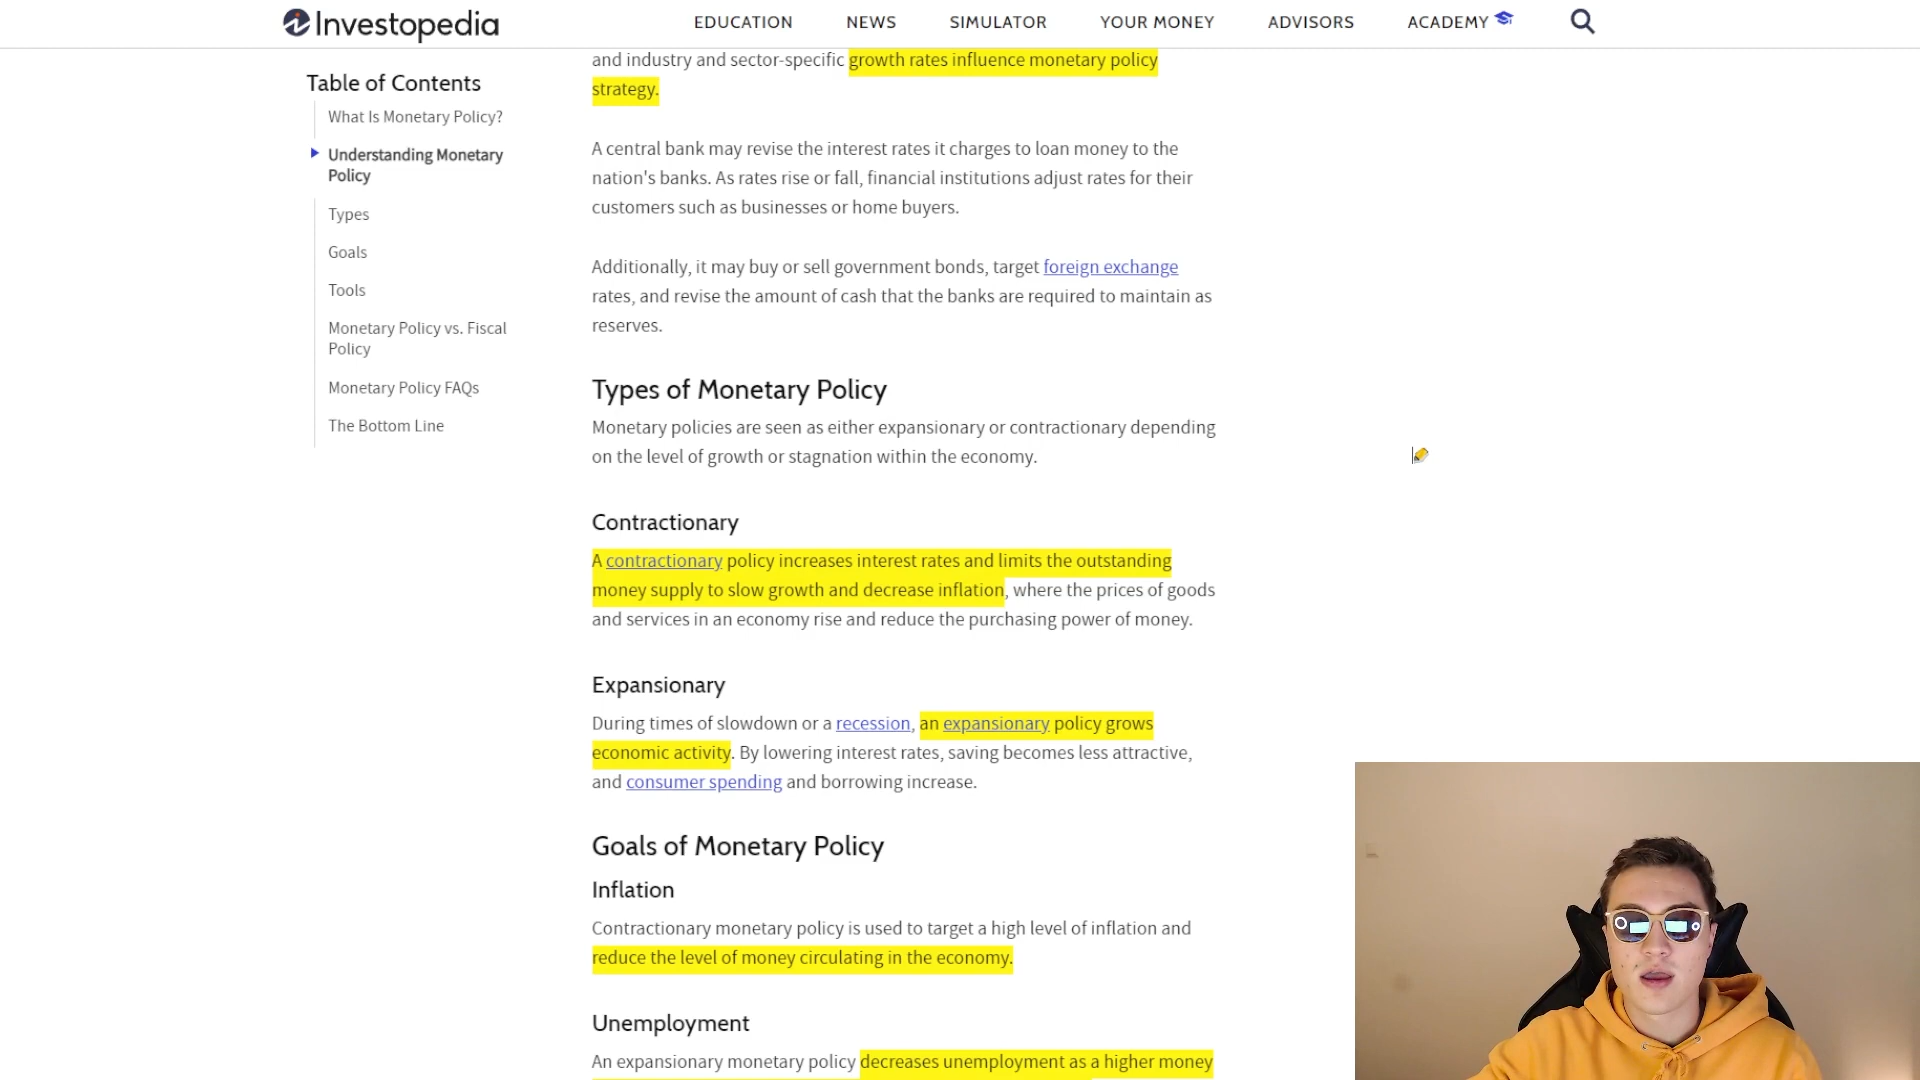 Investopedia
EDUCATION
NEWS
SIMULATOR
YOUR MONEY
ADVISORS
ACADEMY
Table of Contents
What Is Monetary Policy?
Understanding Monetary
Policy
Types
Goals
Tools
Monetary Policy vs. Fiscal
Policy
Monetary Policy FAQs
The Bottom Line
and industry and sector-specific growth rates influence monetary policy
strategy.
A central bank may revise the interest rates it charges to loan money to the
nation's banks. As rates rise or fall, financial institutions adjust rates for their
customers such as businesses or home buyers.
Additionally, it may buy or sell government bonds, target foreign exchange
rates, and revise the amount of cash that the banks are required to maintain as
reserves.
Types of Monetary Policy
Monetary policies are seen as either expansionary or contractionary depending
on the level of growth or stagnation within the economy.
Contractionary
A contractionary policy increases interest rates and limits the outstanding
money supply to slow growth and decrease inflation, where the prices of goods
and services in an economy rise and reduce the purchasing power of money.
Expansionary
During times of slowdown or a recession, an expansionary policy grows
economic activity. By lowering interest rates, saving becomes less attractive,
and consumer spending and borrowing increase.
Goals of Monetary Policy
Inflation
Contractionary monetary policy is used to target a high level of inflation and
reduce the level of money circulating in the economy.
Unemployment
An expansionary monetary policy decreases unemployment as a higher money